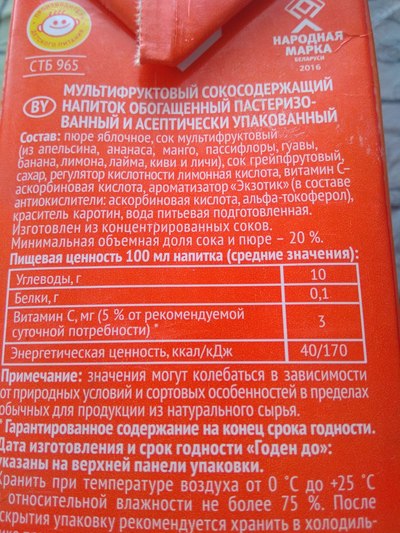 СТБ 965
НАРОДНАЯ
МАРКА
БЕЛАРУСИ
2016
МУЛЬТИФРУКТОВЫЙ СОКОСОДЕРЖАЩИЙ
BY НАПИТОК ОБОГАЩЕННЫЙ ПАСТЕРИЗО-
ВАННЫЙ И АСЕПТИЧЕСКИ УПАКОВАННЫЙ
Состав: пюре яблочное, сок мультифруктовый
(из апельсина, ананаса, манго, пассифлоры, гуавы,
банана, лимона, лайма, киви и личи), сок грейпфрутовый,
сахар, регулятор кислотности лимонная кислота, витамин С–
аскорбиновая кислота, ароматизатор «Экзотик» (в составе
антиокислители: аскорбиновая кислота, альфа-токоферол),
краситель каротин, вода питьевая подготовленная.
Изготовлен из концентрированных соков.
Минимальная объемная доля сока и пюре – 20 %.
Пищевая ценность 100 мл напитка (средние значения):
Углеводы, г 10
Белки, г 0,1
Витамин С, мг (5 % от рекомендуемой
суточной потребности) * 3
Энергетическая ценность, ккал/кДж 40/170
Примечание: значения могут колебаться в зависимости
от природных условий и сортовых особенностей в пределах
обычных для продукции из натурального сырья.
* Гарантированное содержание на конец срока годности.
Дата изготовления и срок годности «Годен до»:
указаны на верхней панели упаковки.
Хранить при температуре воздуха от 0 °С до +25 °С
относительной влажности не более 75 %. После
вскрытия упаковку рекомендуется хранить в холодиль-